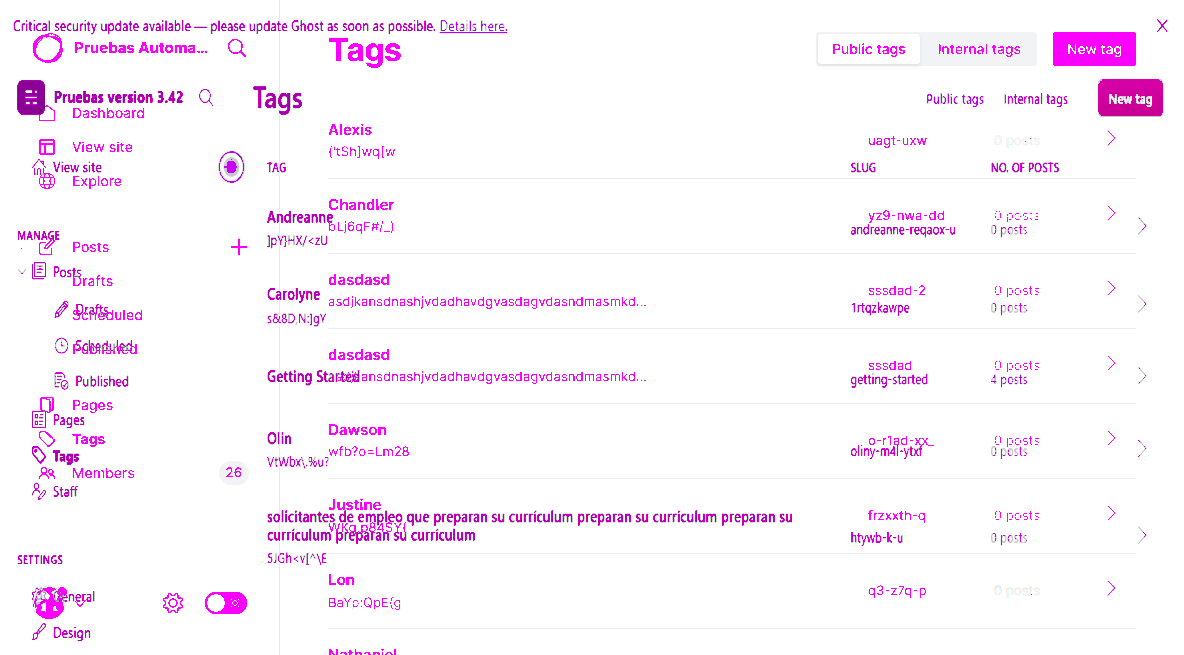 Critical security update available — please update Ghost as soon as possible. Details here.
Pruebas Automa...
Tags
Public tags
Internal tags
New tag
Pruebas version 3.42
Tags
Public tags
Internal tags
New tag
Dashboard
View site
View site
Explore
MANAGE
Posts
Posts
Drafts
Drafts
Scheduled
Scheduled
Published
Published
Pages
Pages
Tags
Tags
Members
26
Staff
SETTINGS
General
Design
TAG
SLUG
NO. OF POSTS
Alexis
uagt-uxw
0 posts
{'tSh]wq[w
Chandler
yz9-nwa-dd
0 posts
bLj6qF#/_)
Andreanne
andreanne-reqaox-u
0 posts
]pY}HX/<zU
dasdasd
sssdad-2
0 posts
asdjkansdnashjvdadhavdgvasdagvdasndmasmkd...
Carolyne
1rtqzkawpe
0 posts
s&8D,N:]gY
dasdasd
sssdad
0 posts
asdjkansdnashjvdadhavdgvasdagvdasndmasmkd...
Getting Started
getting-started
4 posts
Dawson
o-r1ad-xx_
0 posts
wfb?o=Lm28
Olin
oliny-m4l-ytxf
0 posts
VtWbx\.%u?
Justine
frzxxth-q
0 posts
solicitantes de empleo que preparan su currículum preparan su currículum preparan su
currículum preparan su currículum
htywb-k-u
0 posts
5JGh<v[^\E
Lon
q3-z7q-p
0 posts
BaYp:QpE{g
Nathaniel